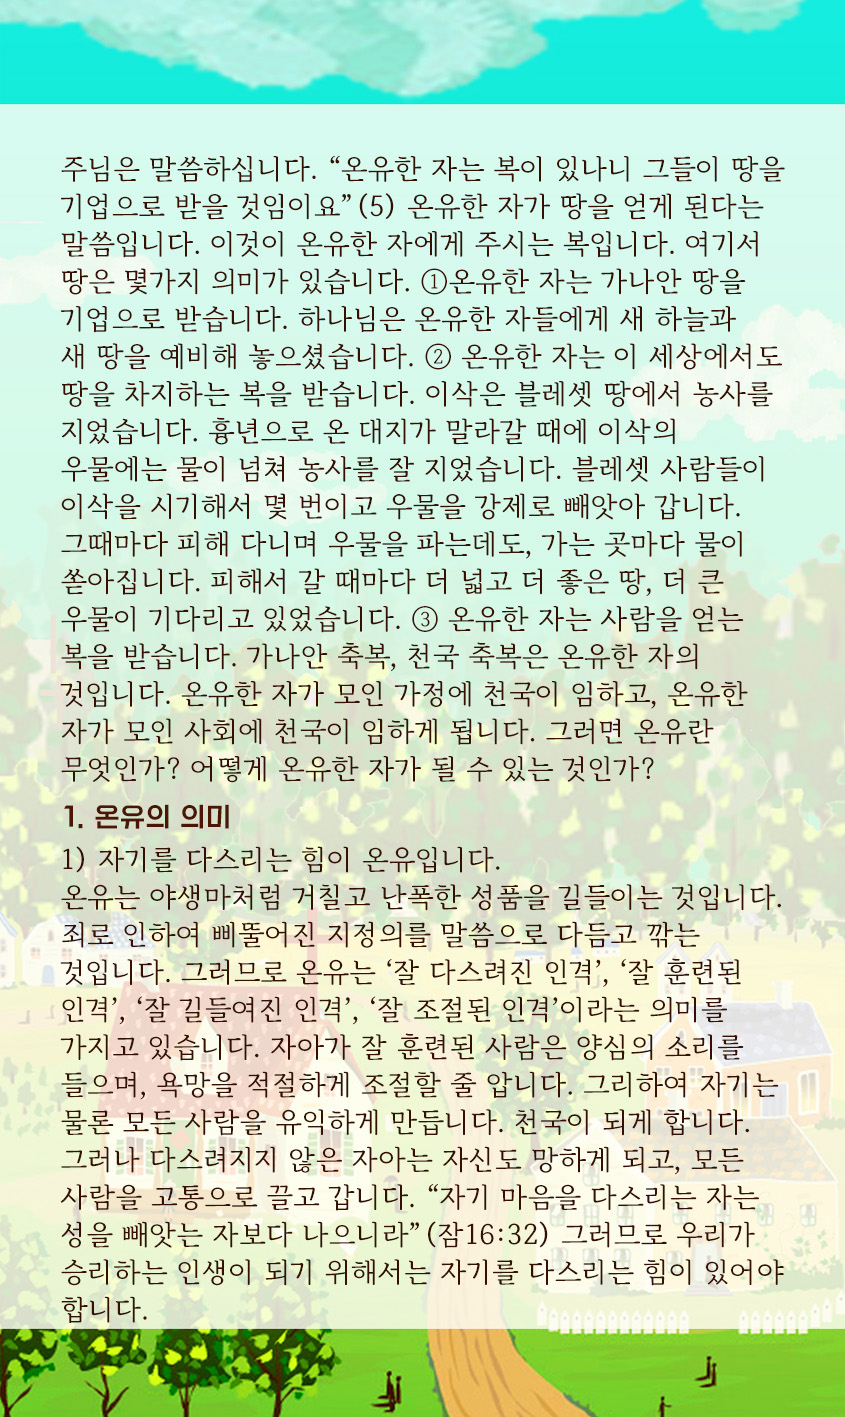 주님은 말씀하십니다. “온유한 자는 복이 있나니 그들이 땅을
기업으로 받을 것임이요”(5) 온유한 자가 땅을 얻게 된다는
말씀입니다. 이것이 온유한 자에게 주시는 복입니다. 여기서
땅은 몇가지 의미가 있습니다. ①온유한 자는 가나안 땅을
기업으로 받습니다. 하나님은 온유한 자들에게 새 하늘과
새 땅을 예비해 놓으셨습니다. ② 온유한 자는 이 세상에서도
땅을 차지하는 복을 받습니다. 이삭은 블레셋 땅에서 농사를
지었습니다. 흉년으로 온 대지가 말라갈 때에 이삭의
우물에는 물이 넘쳐 농사를 잘 지었습니다. 블레셋 사람들이
이삭을 시기해서 몇 번이고 우물을 강제로 빼앗아 갑니다.
그때마다 피해 다니며 우물을 파는데도, 가는 곳마다 물이
쏟아집니다. 피해서 갈 때마다 더 넓고 더 좋은 땅, 더 큰
우물이 기다리고 있었습니다. ③ 온유한 자는 사람을 얻는
복을 받습니다. 가나안 축복, 천국 축복은 온유한 자의
것입니다. 온유한 자가 모인 가정에 천국이 임하고, 온유한
자가 모인 사회에 천국이 임하게 됩니다. 그러면 온유란
무엇인가? 어떻게 온유한 자가 될 수 있는 것인가?
1. 온유의 의미
1) 자기를 다스리는 힘이 온유입니다.
온유는 야생마처럼 거칠고 난폭한 성품을 길들이는 것입니다.
죄로 인하여 삐뚤어진 지정의를 말씀으로 다듬고 깎는
것입니다. 그러므로 온유는 ‘잘 다스려진 인격’, ‘잘 훈련된
인격’, ‘잘 길들여진 인격’, ‘잘 조절된 인격’이라는 의미를
가지고 있습니다. 자아가 잘 훈련된 사람은 양심의 소리를
들으며, 욕망을 적절하게 조절할 줄 압니다. 그리하여 자기는
물론 모든 사람을 유익하게 만듭니다. 천국이 되게 합니다.
그러나 다스려지지 않은 자아는 자신도 망하게 되고, 모든
사람을 고통으로 끌고 갑니다. “자기 마음을 다스리는 자는
성을 빼앗는 자보다 나으니라”(잠16:32) 그러므로 우리가
승리하는 인생이 되기 위해서는 자기를 다스리는 힘이 있어야
합니다.